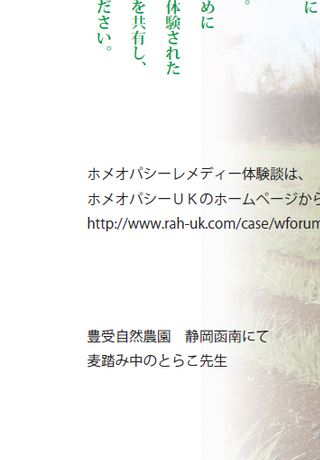 に
。
めに
体験された
を共有し、
ださい。
ホメオパシーレメディー体験談は、
ホメオパシーＵＫのホームページから
http://www.rah-uk.com/case/wforum
豊受自然農園　静岡函南にて
麦踏み中のとらこ先生